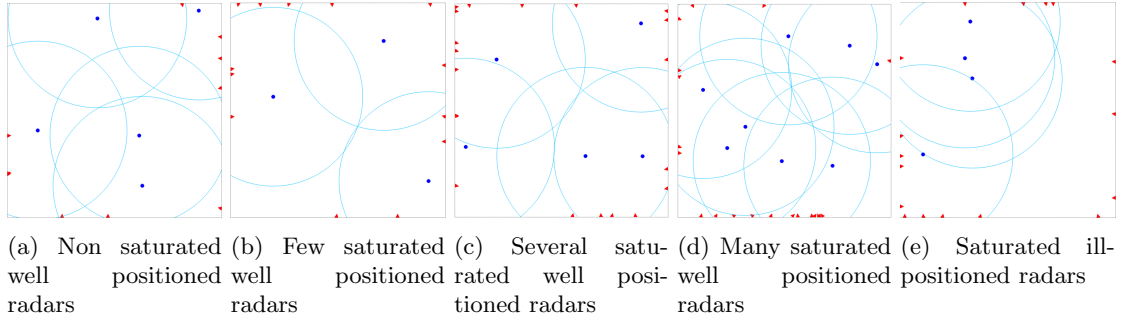 (a) Non saturated
well positioned
radars
(b) Few saturated
well positioned
radars
(c) Several satu-
rated well posi-
tioned radars
(d) Many saturated
well positioned
radars
(e) Saturated ill-
positioned radars